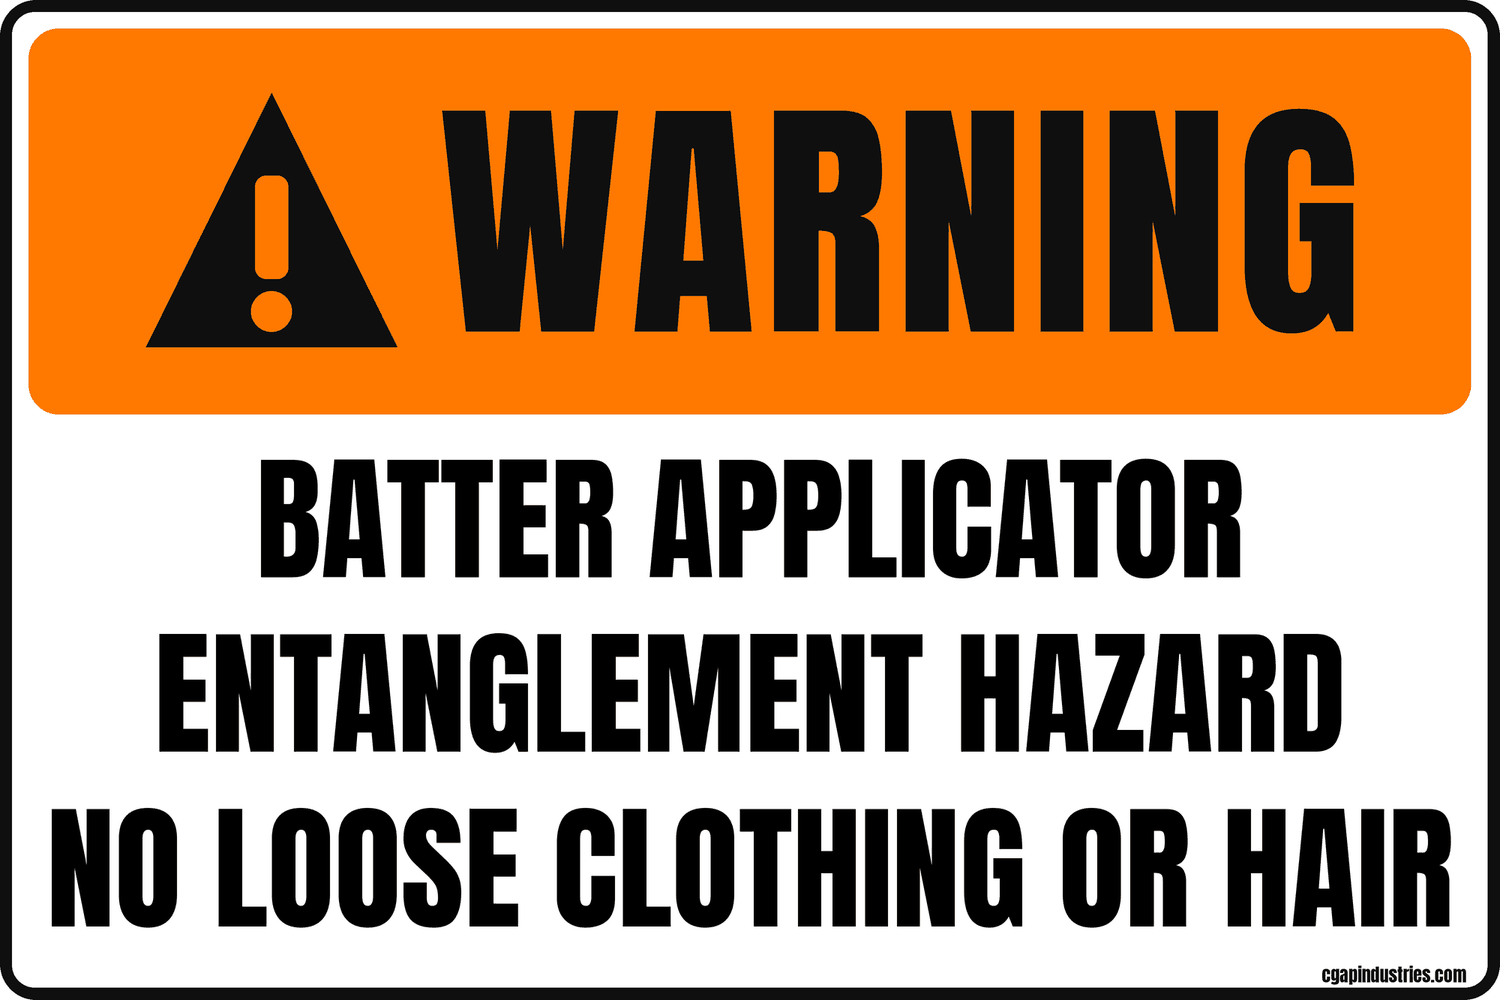 WARNING
BATTER APPLICATOR
ENTANGLEMENT HAZARD
NO LOOSE CLOTHING OR HAIR
cgapindustries.com